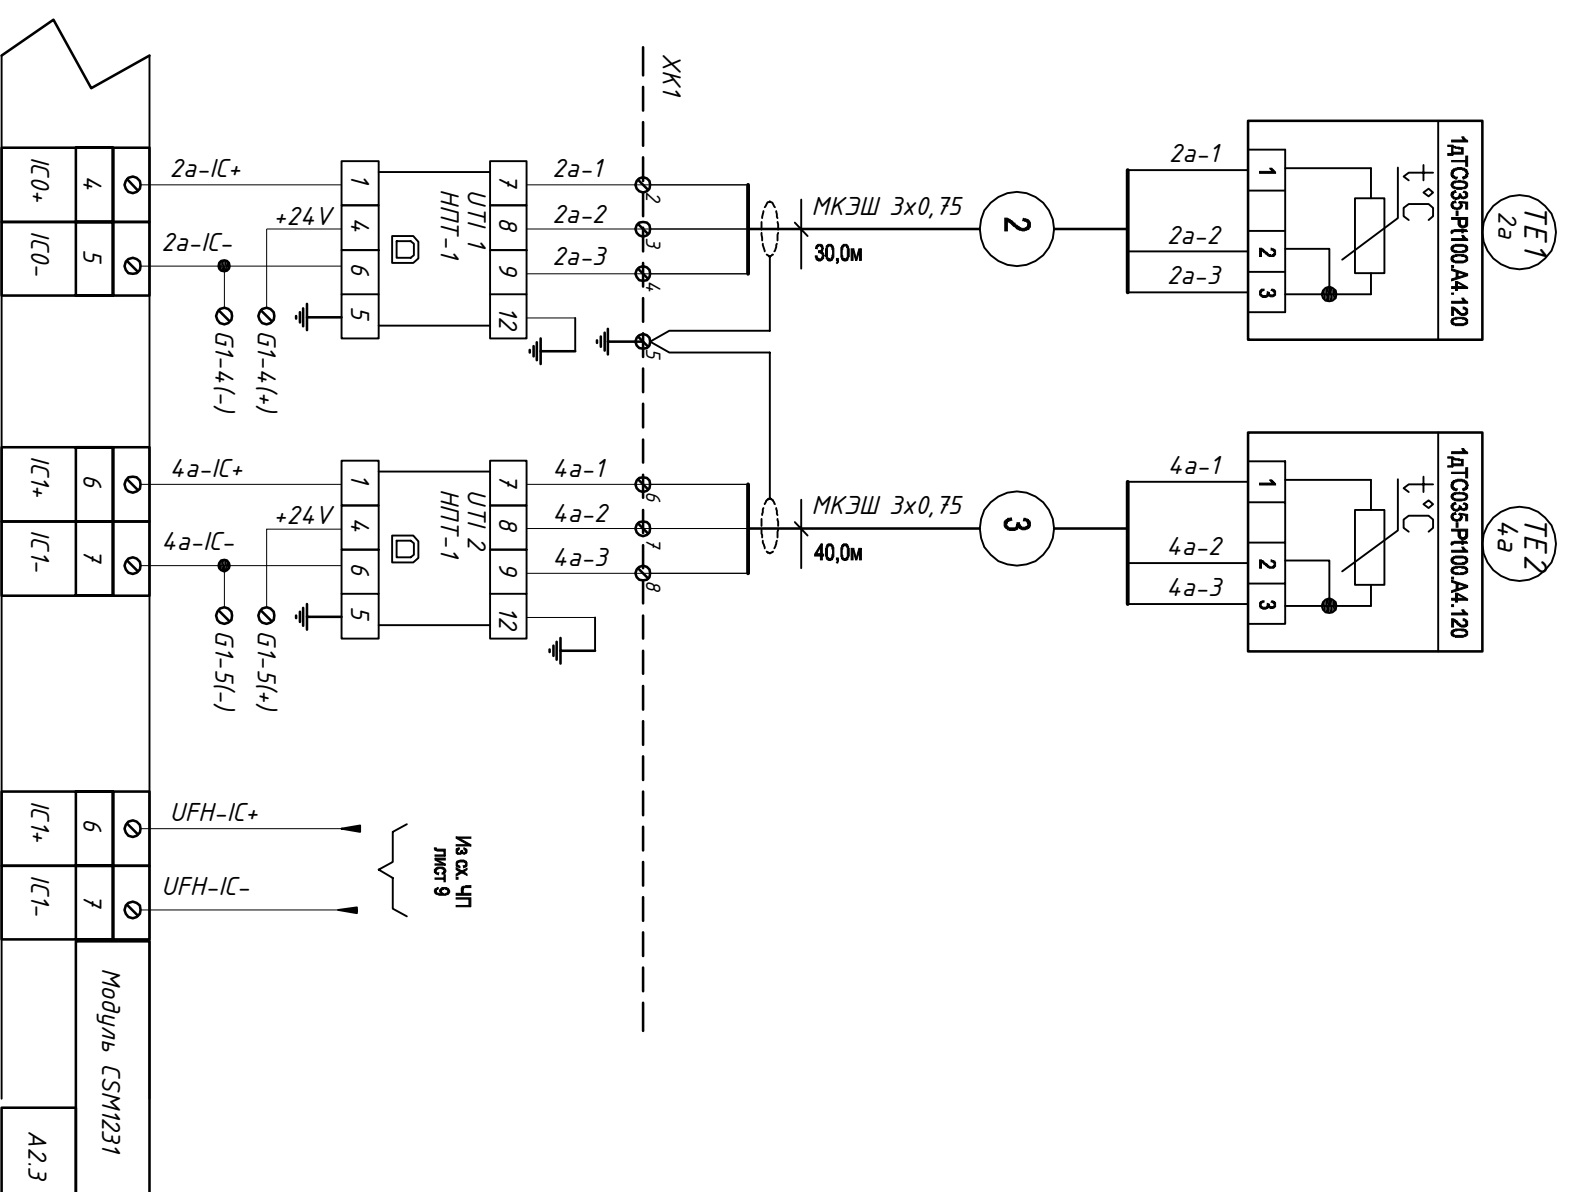 XK1
TE1
2a
1дТС035-Pt100.А4.120
t°C
1
2
3
2a-1
2a-2
2a-3
2
МКЭШ 3х0,75
30,0м
2
3
4
5
2a-1
2a-2
2a-3
7
8
9
12
UTI 1
НПТ-1
1
4
6
5
2a-IC+
+24V
2a-IC-
G1-4(+)
G1-4(-)
4
5
IC0+
IC0-
TE2
4a
1дТС035-Pt100.А4.120
t°C
1
2
3
4a-1
4a-2
4a-3
3
МКЭШ 3х0,75
40,0м
6
7
8
4a-1
4a-2
4a-3
7
8
9
12
UTI 2
НПТ-1
1
4
6
5
4a-IC+
+24V
4a-IC-
G1-5(+)
G1-5(-)
6
7
IC1+
IC1-
Из сх. ЧП
лист 9
UFH-IC+
UFH-IC-
6
7
IC1+
IC1-
Модуль CSM1231
A2.3